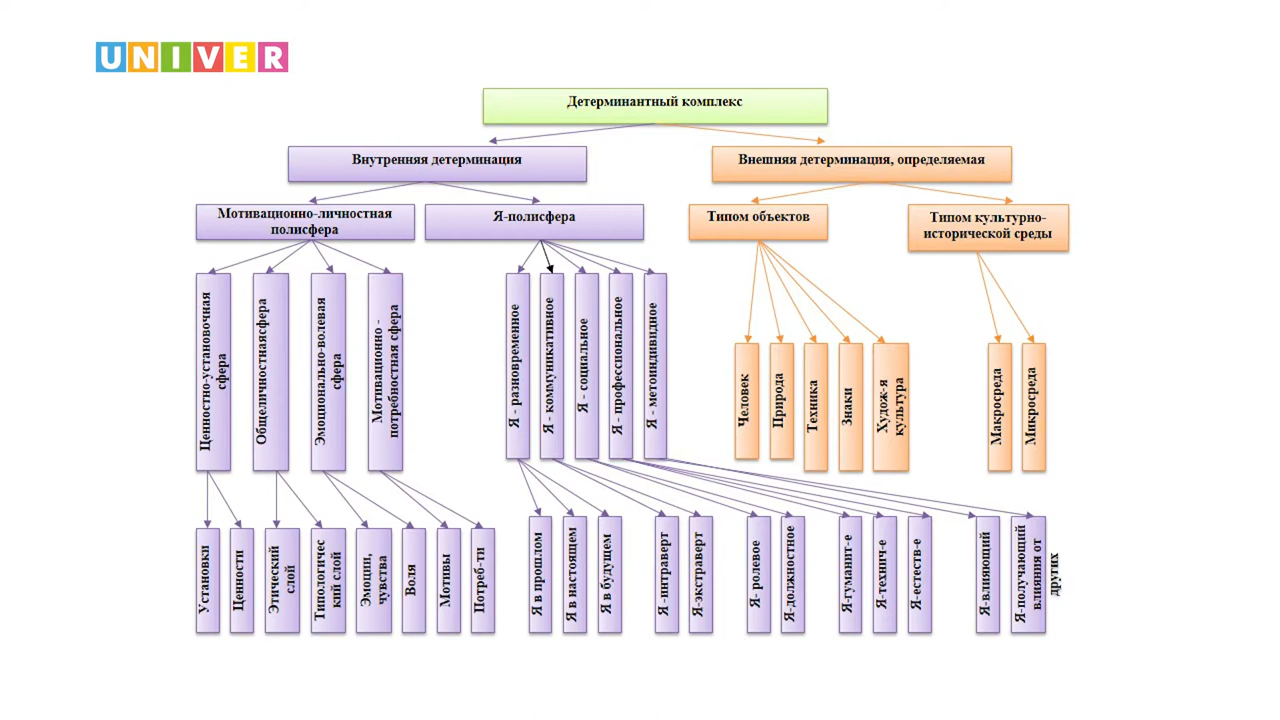 UNIVER
Детерминантный комплекс
Внутренняя детерминация
Внешняя детерминация, определяемая
Мотивационно-личностная
полисфера
Я-полисфера
Типом объектов
Типом культурно-
исторической среды
Ценностно-установочная
сфера
Общеличностнаясфера
Эмоционально-волевая
сфера
Мотивационно -
потребностная сфера
Я - разновременное
Я - коммуникативное
Я - социальное
Я - профессиональное
Я - метоиндивидное
Человек
Природа
Техника
Знаки
Худож-я
культура
Макросреда
Микросреда
Установки
Ценности
Этический
слой
Типологичес
кий слой
Эмоции,
чувства
Воля
Мотивы
Потреб-ти
Я в прошлом
Я в настоящем
Я в будущем
Я -интраверт
Я-экстраверт
Я- ролевое
Я-должностное
Я-гуманит-е
Я-технич-е
Я-естеств-е
Я-влияющий
Я-получающий
влияния от
других